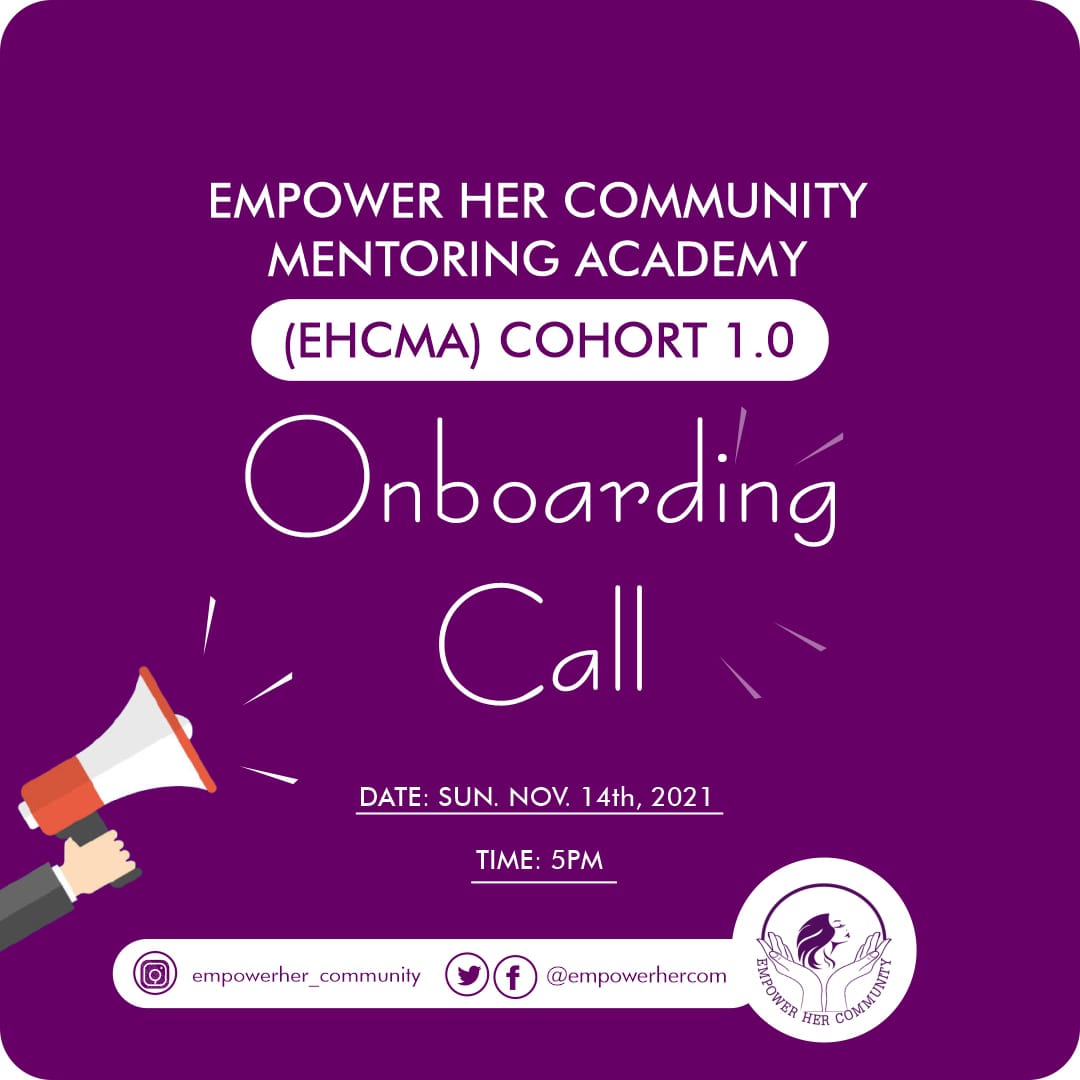 EMPOWER HER COMMUNITY
MENTORING ACADEMY
(EHCMA) COHORT 1.0
Onboarding
Call
DATE: SUN. NOV. 14th, 2021
TIME: 5PM
empowerher_community @empowerhercom
EMPOWER HER COMMUNITY